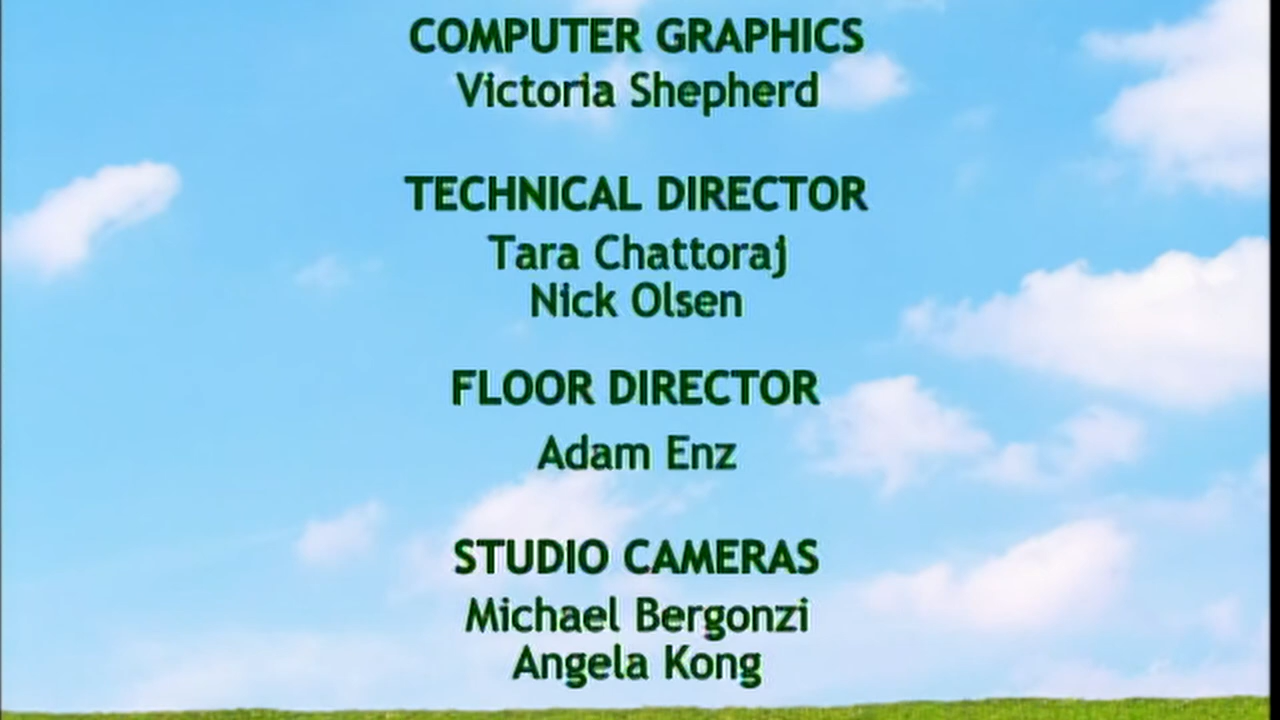 COMPUTER GRAPHICS
Victoria Shepherd
TECHNICAL DIRECTOR
Tara Chattoraj
Nick Olsen
FLOOR DIRECTOR
Adam Enz
STUDIO CAMERAS
Michael Bergonzi
Angela Kong